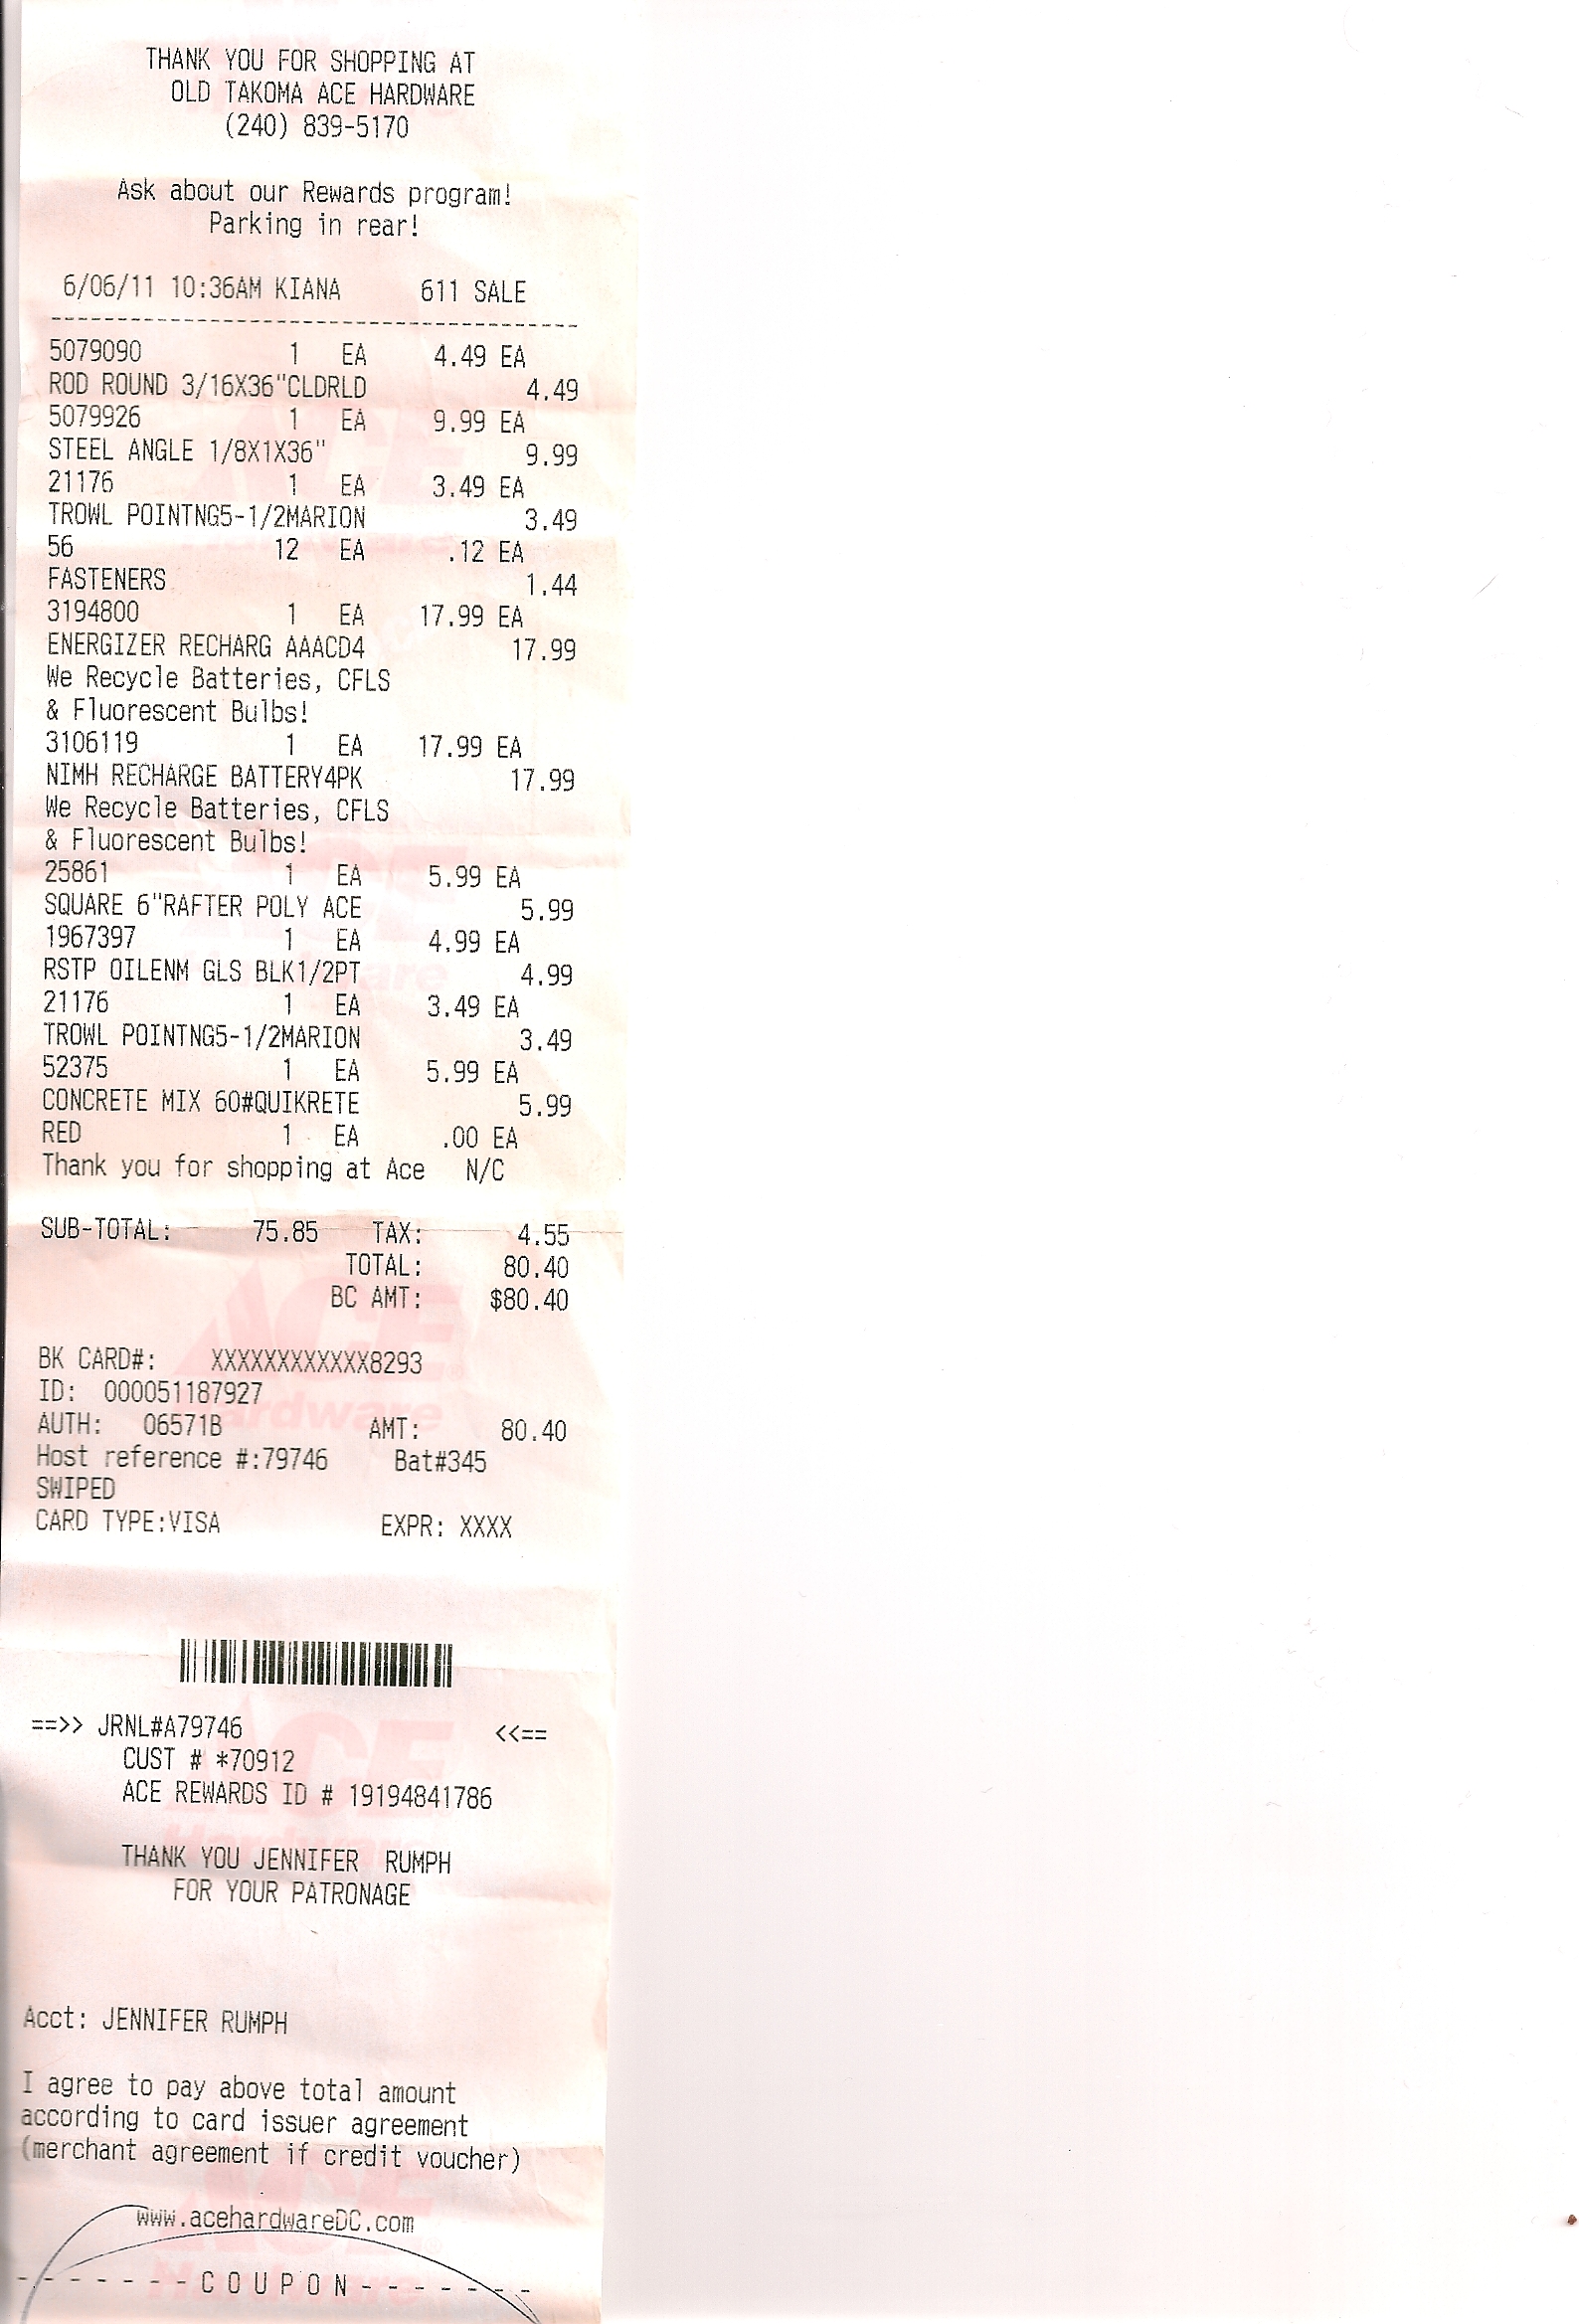 THANK YOU FOR SHOPPING AT
OLD TAKOMA ACE HARDWARE
(240) 839-5170
Ask about our Rewards program!
Parking in rear!
6/06/11 10:36AM KIANA 611 SALE
--------------------------------------
5079090 1 EA 4.49 EA
ROD ROUND 3/16X36"CLDRLD 4.49
5079926 1 EA 9.99 EA
STEEL ANGLE 1/8X1X36" 9.99
21176 1 EA 3.49 EA
TROWL POINTNG5-1/2MARION 3.49
56 12 EA .12 EA
FASTENERS 1.44
3194800 1 EA 17.99 EA
ENERGIZER RECHARG AAACD4 17.99
We Recycle Batteries, CFLS
& Fluorescent Bulbs!
3106119 1 EA 17.99 EA
NIMH RECHARGE BATTERY4PK 17.99
We Recycle Batteries, CFLS
& Fluorescent Bulbs!
25861 1 EA 5.99 EA
SQUARE 6"RAFTER POLY ACE 5.99
1967397 1 EA 4.99 EA
RSTP OILENM GLS BLK1/2PT 4.99
21176 1 EA 3.49 EA
TROWL POINTNG5-1/2MARION 3.49
52375 1 EA 5.99 EA
CONCRETE MIX 60#QUIKRETE 5.99
RED 1 EA .00 EA
Thank you for shopping at Ace N/C
SUB-TOTAL: 75.85 TAX: 4.55
TOTAL: 80.40
BC AMT: $80.40
BK CARD#: XXXXXXXXXXXX8293
ID: 000051187927
AUTH: 06571B AMT: 80.40
Host reference #:79746 Bat#345
SWIPED
CARD TYPE:VISA EXPR: XXXX
==>> JRNL#A79746 <<==
CUST # *70912
ACE REWARDS ID # 19194841786
THANK YOU JENNIFER RUMPH
FOR YOUR PATRONAGE
Acct: JENNIFER RUMPH
I agree to pay above total amount
according to card issuer agreement
(merchant agreement if credit voucher)
www.acehardwareDC.com
- - - - - - - C O U P O N - - - - - - -